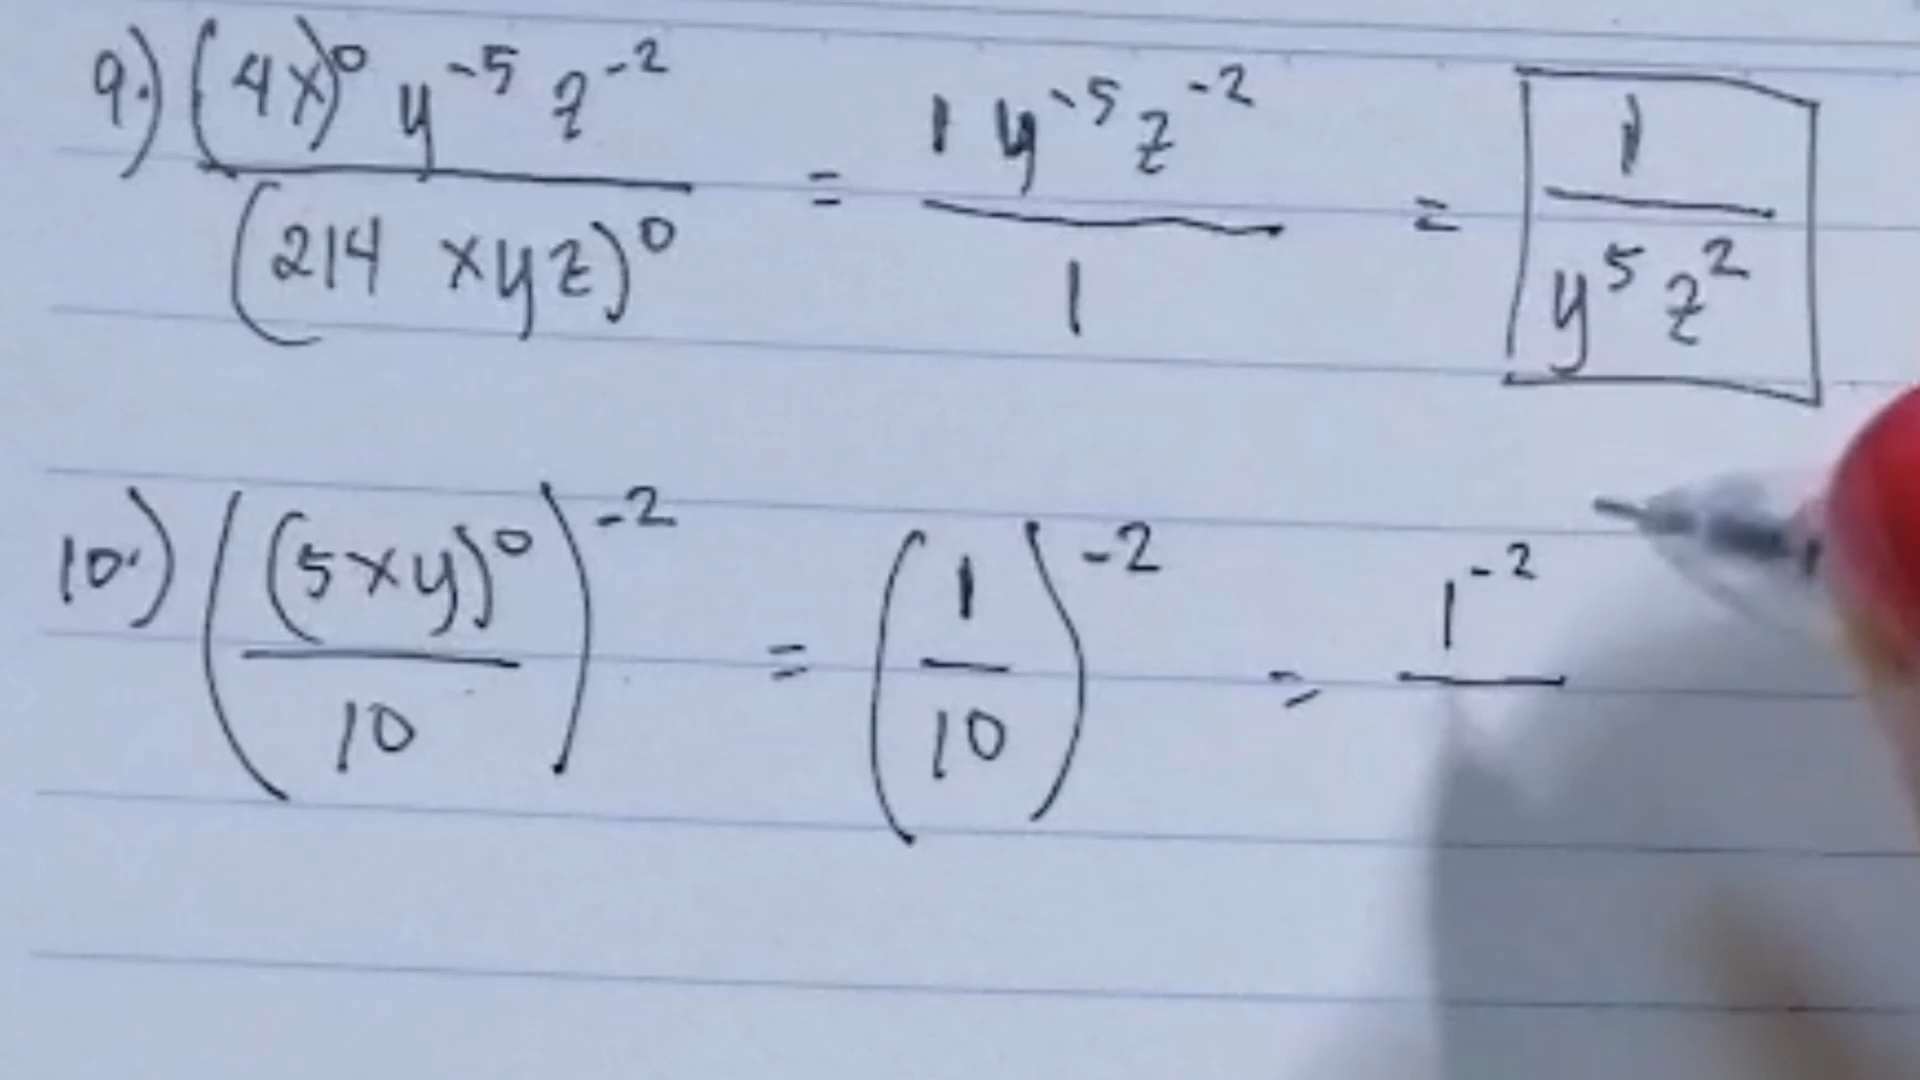 9.) (4x)⁰ y⁻⁵ z⁻² / (214 xyz)⁰ = 1 y⁻⁵ z⁻² / 1 = 1 / y⁵ z²
10.) ((5xy)⁰ / 10)⁻² = (1 / 10)⁻² = 1⁻² /